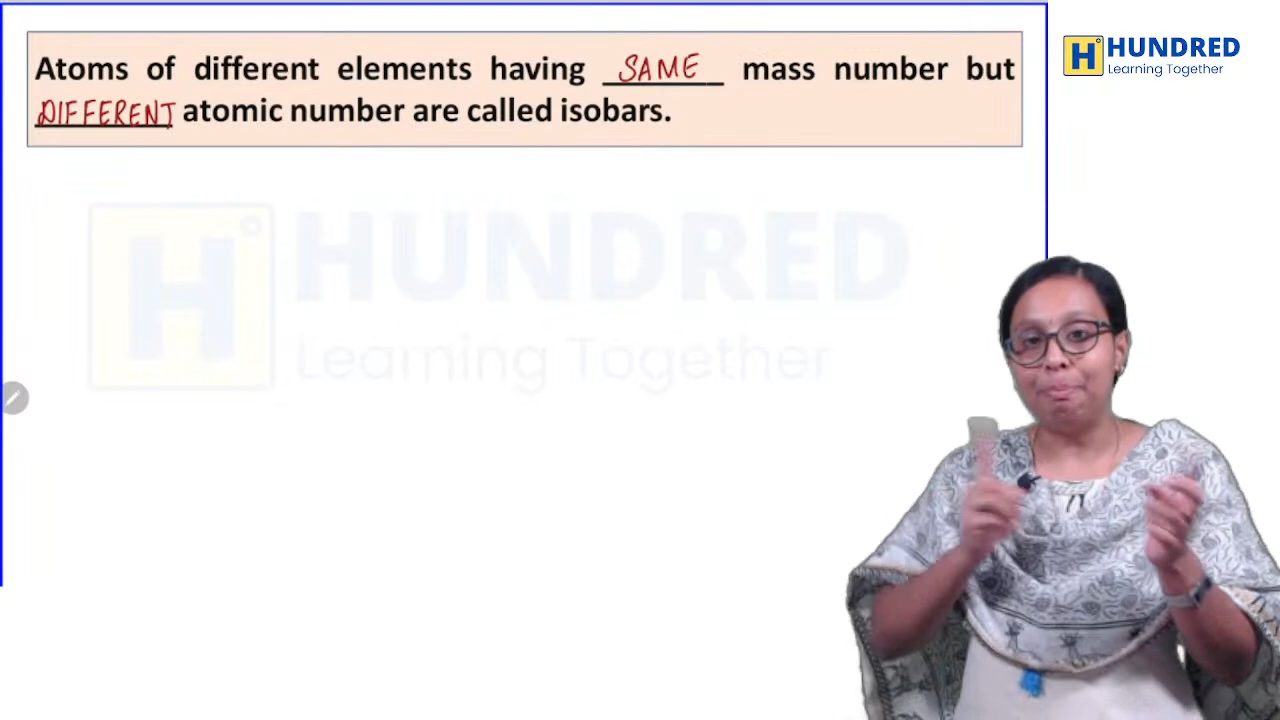 Atoms of different elements having SAME mass number but
DIFFERENT atomic number are called isobars.
H° HUNDRED
Learning Together
H° HUNDRED
Learning Together